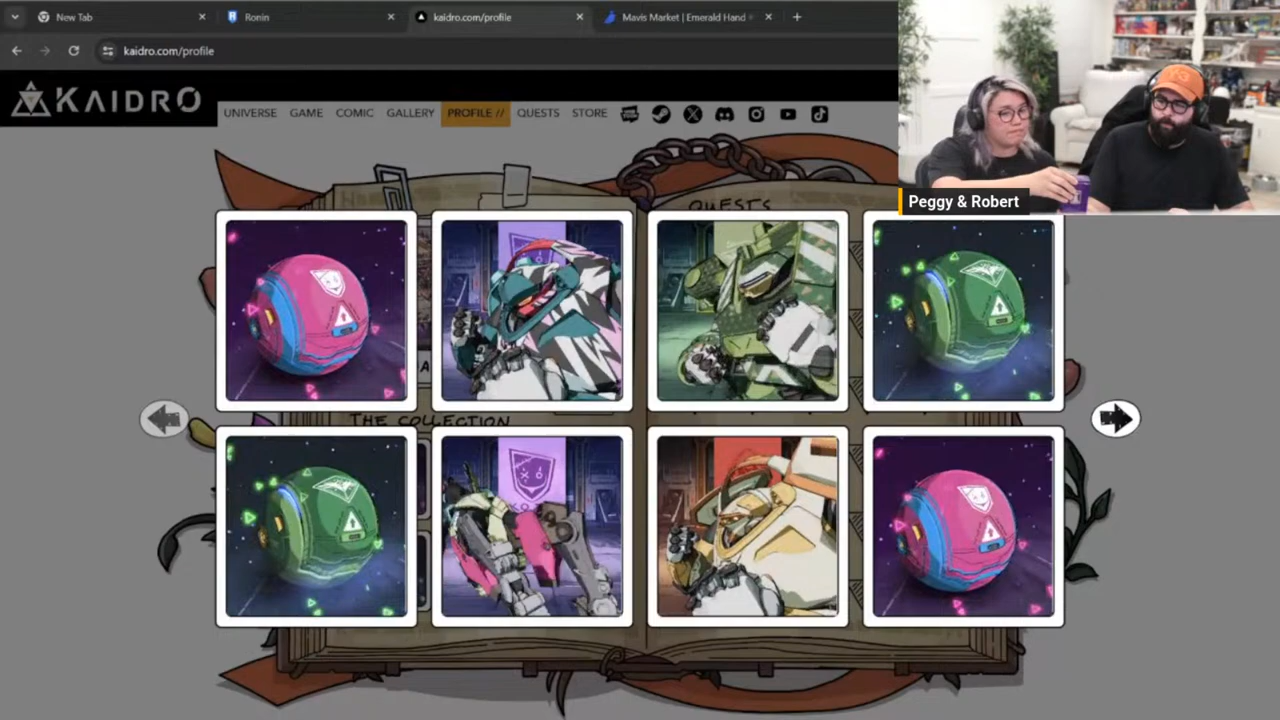 New Tab
Ronin
kaidro.com/profile
Mavis Market | Emerald Hand
kaidro.com/profile
KAIDRO
UNIVERSE
GAME
COMIC
GALLERY
PROFILE //
QUESTS
STORE
Peggy & Robert
QUESTS
THE COLLECTION